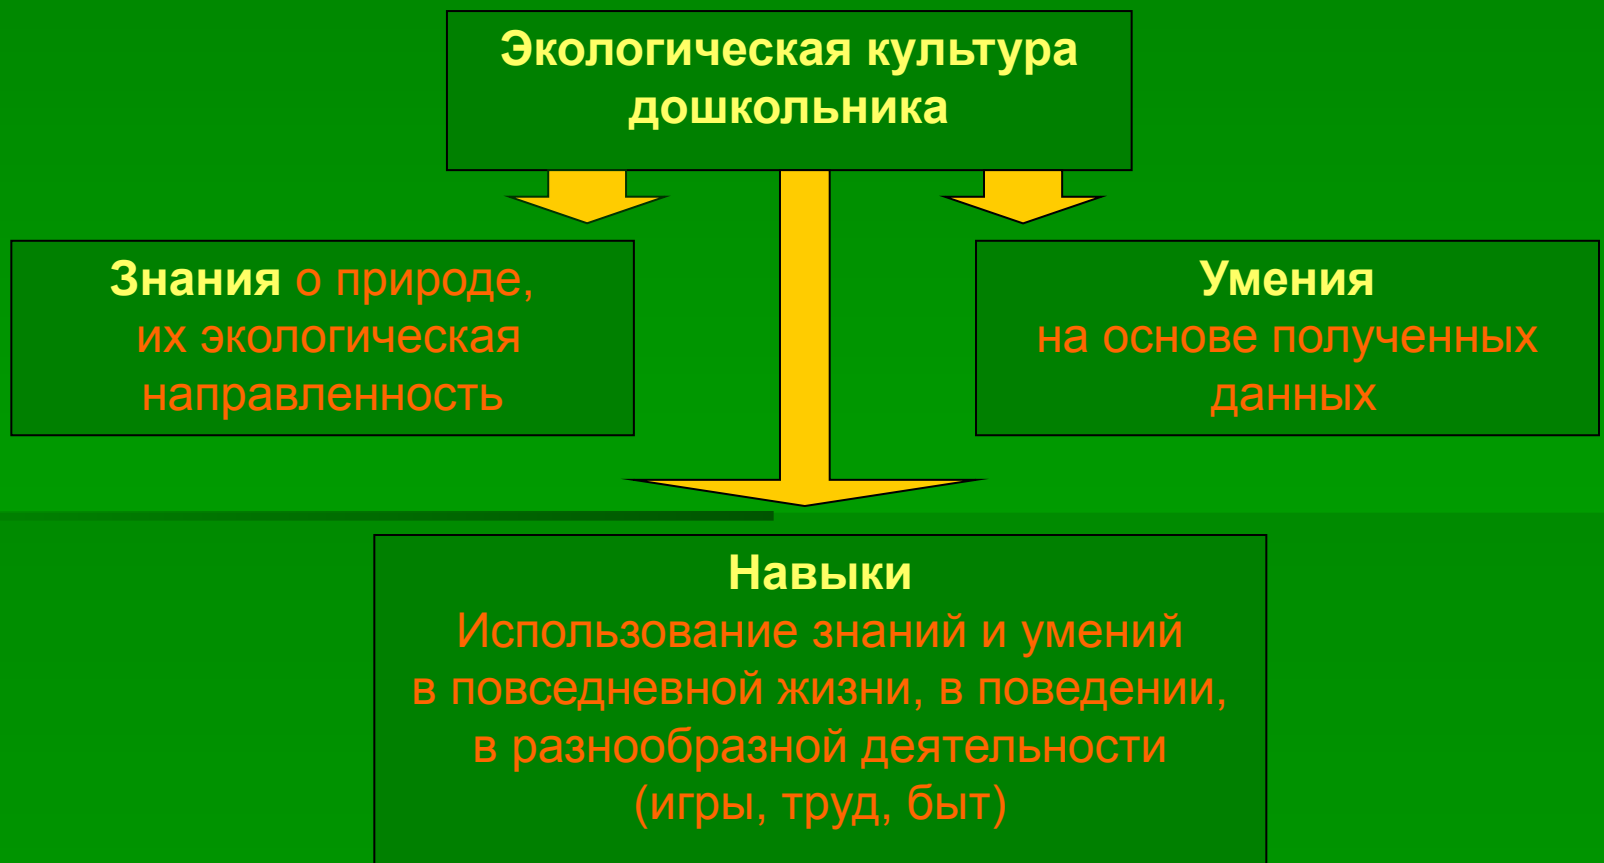 Экологическая культура
дошкольника
Знания о природе,
их экологическая
направленность
Умения
на основе полученных
данных
Навыки
Использование знаний и умений
в повседневной жизни, в поведении,
в разнообразной деятельности
(игры, труд, быт)